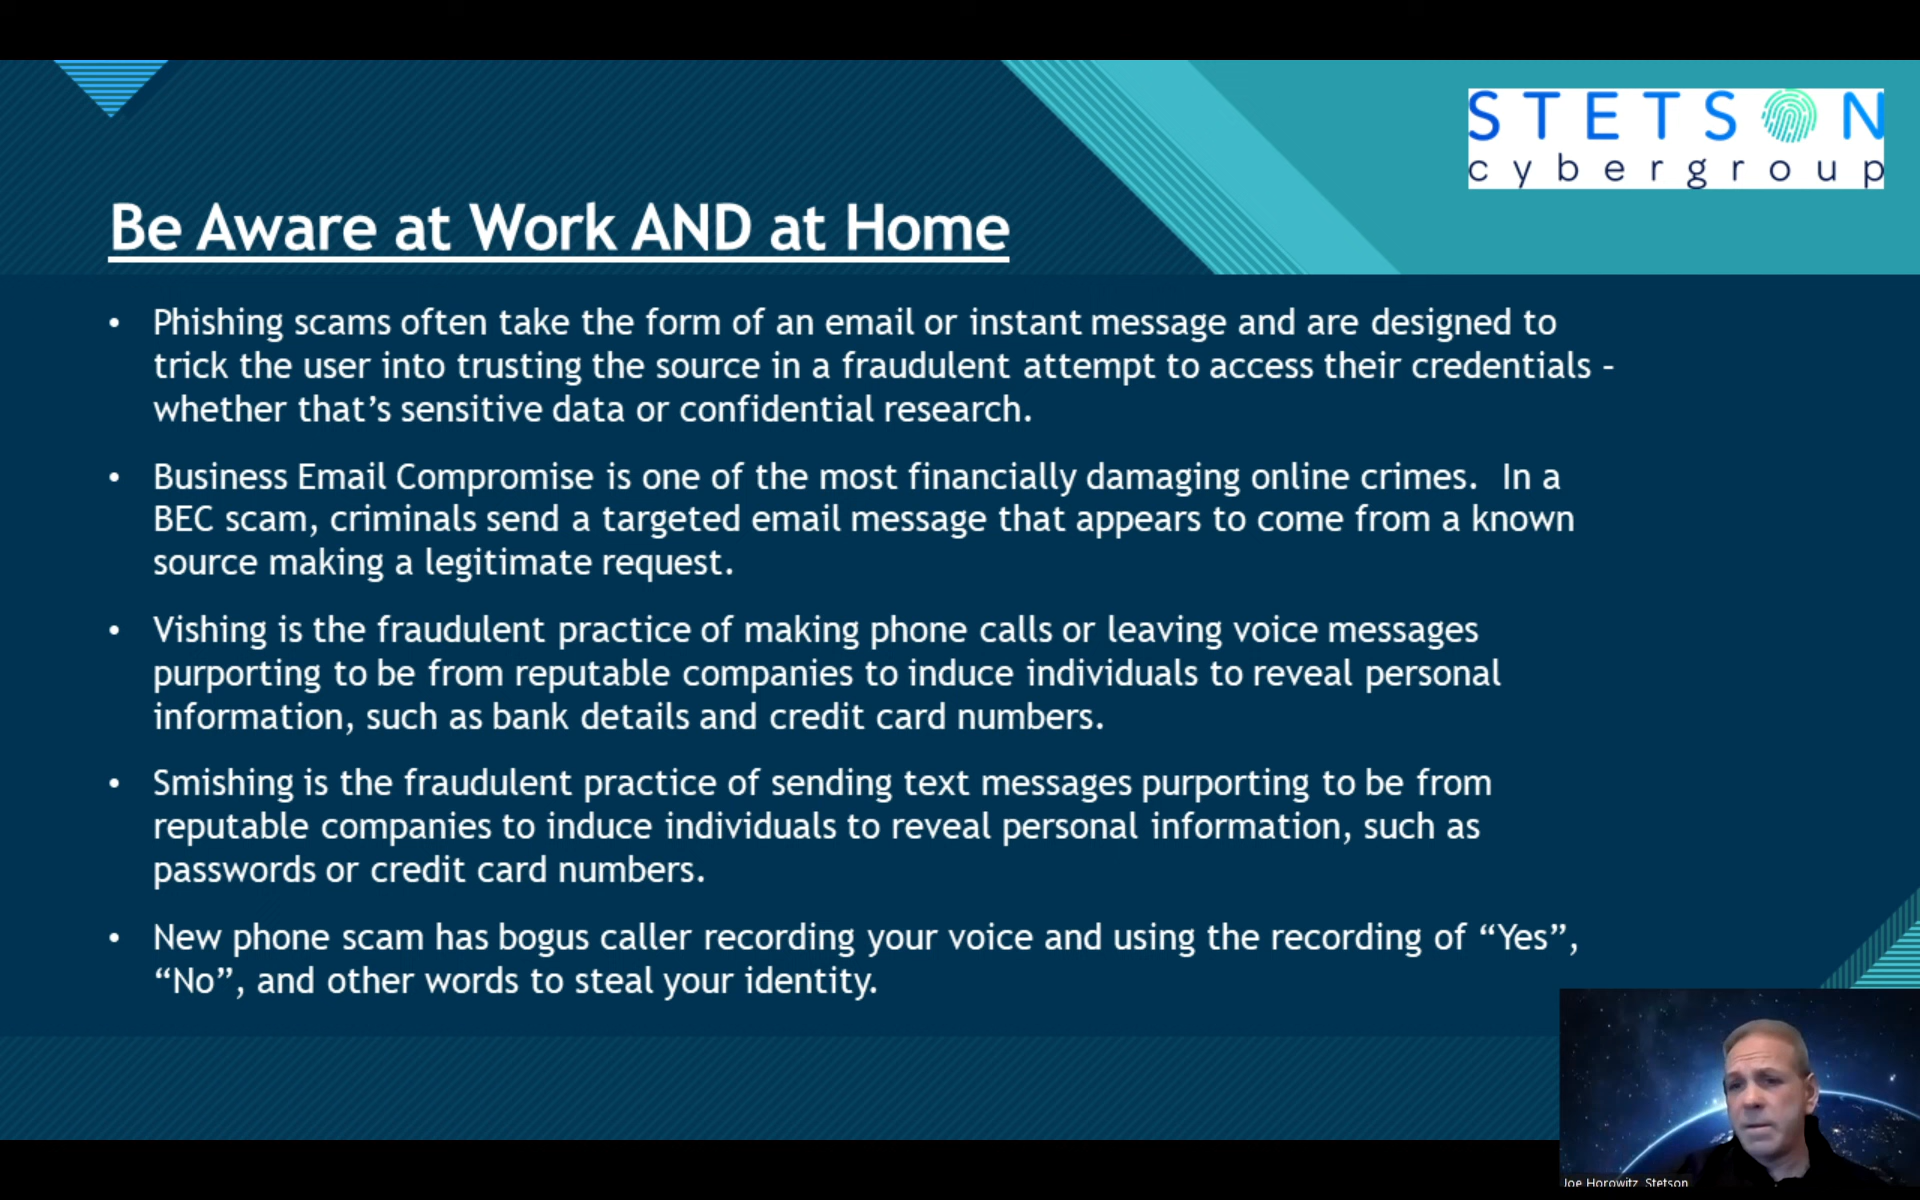 STETSON
cybergroup
Be Aware at Work AND at Home
• Phishing scams often take the form of an email or instant message and are designed to
trick the user into trusting the source in a fraudulent attempt to access their credentials –
whether that’s sensitive data or confidential research.
• Business Email Compromise is one of the most financially damaging online crimes.  In a
BEC scam, criminals send a targeted email message that appears to come from a known
source making a legitimate request.
• Vishing is the fraudulent practice of making phone calls or leaving voice messages
purporting to be from reputable companies to induce individuals to reveal personal
information, such as bank details and credit card numbers.
• Smishing is the fraudulent practice of sending text messages purporting to be from
reputable companies to induce individuals to reveal personal information, such as
passwords or credit card numbers.
• New phone scam has bogus caller recording your voice and using the recording of “Yes”,
“No”, and other words to steal your identity.
Joe Horowitz, Stetson